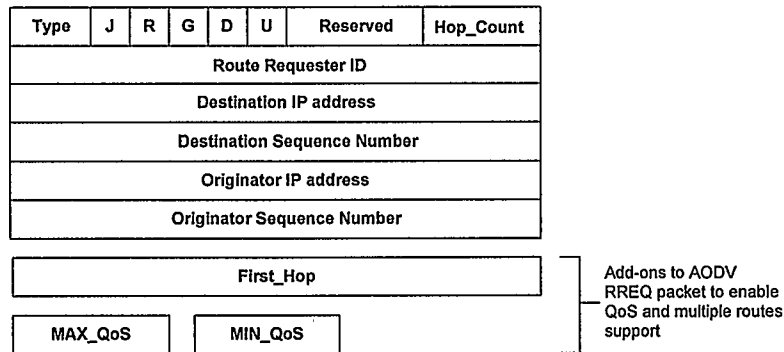 Type J R G D U Reserved Hop_Count
Route Requester ID
Destination IP address
Destination Sequence Number
Originator IP address
Originator Sequence Number
First_Hop
MAX_QoS MIN_QoS
Add-ons to AODV
RREQ packet to enable
QoS and multiple routes
support